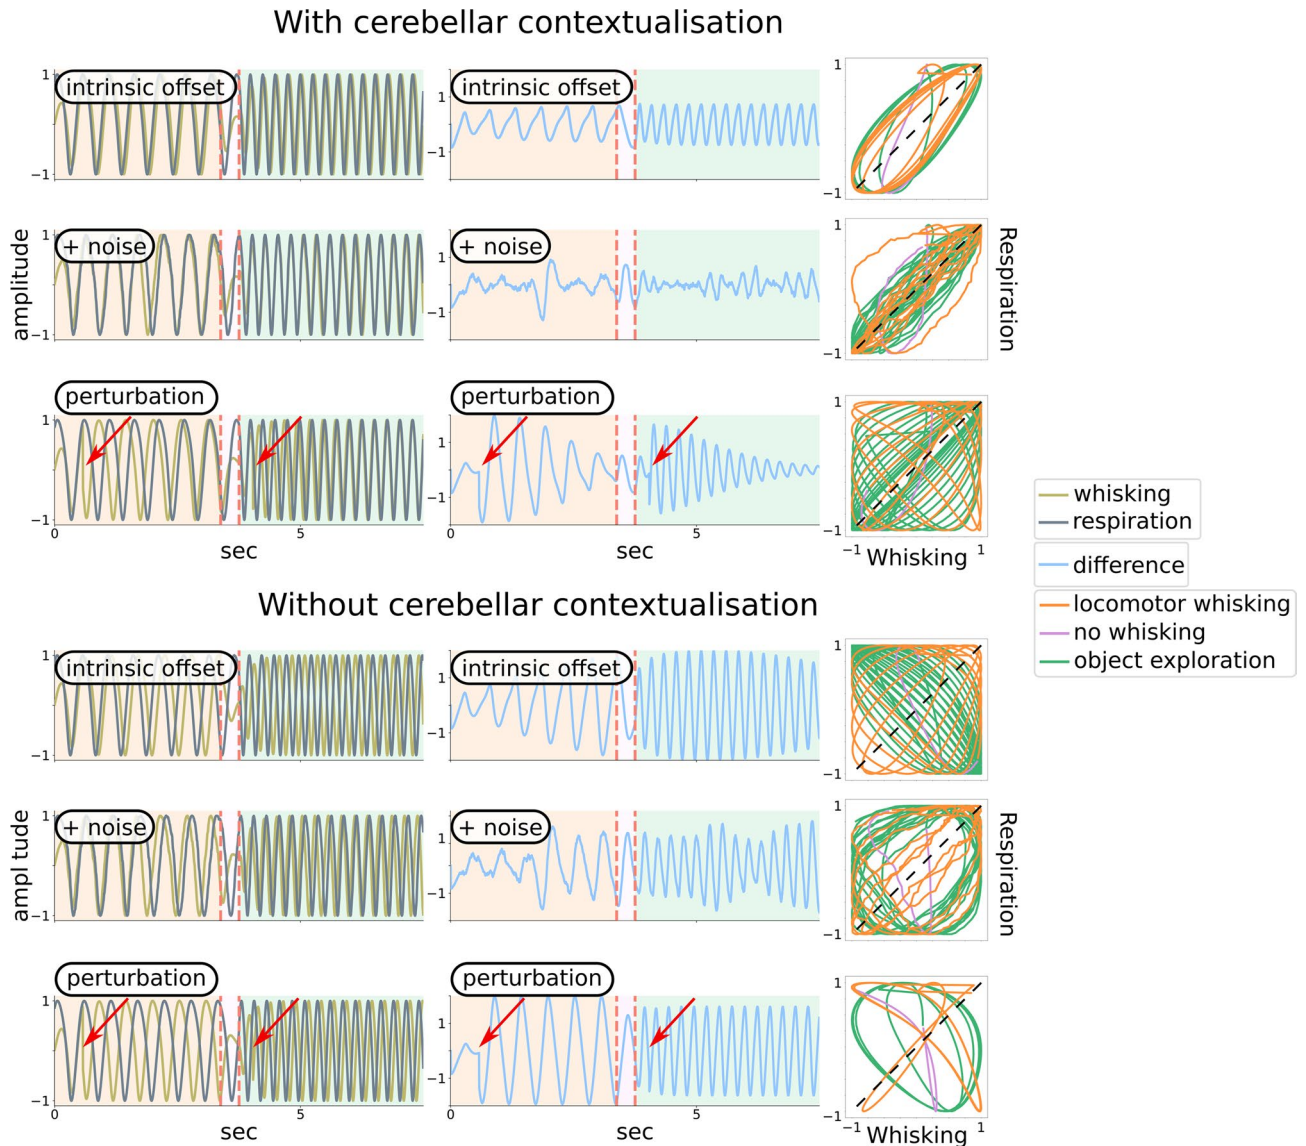 With cerebellar contextualisation
intrinsic offset
intrinsic offset
1
−1
1
−1
1
−1
+ noise
+ noise
amplitude
1
−1
1
−1
1
−1
Respiration
perturbation
perturbation
1
−1
0
5
sec
1
−1
5
sec
1
−1
−1
1
Whisking
whisking
respiration
difference
locomotor whisking
no whisking
object exploration
Without cerebellar contextualisation
intrinsic offset
intrinsic offset
1
−1
1
−1
1
−1
+ noise
+ noise
ampl tude
1
−1
1
−1
1
−1
Respiration
perturbation
perturbation
1
−1
0
5
sec
1
−1
0
5
sec
1
−1
−1
1
Whisking